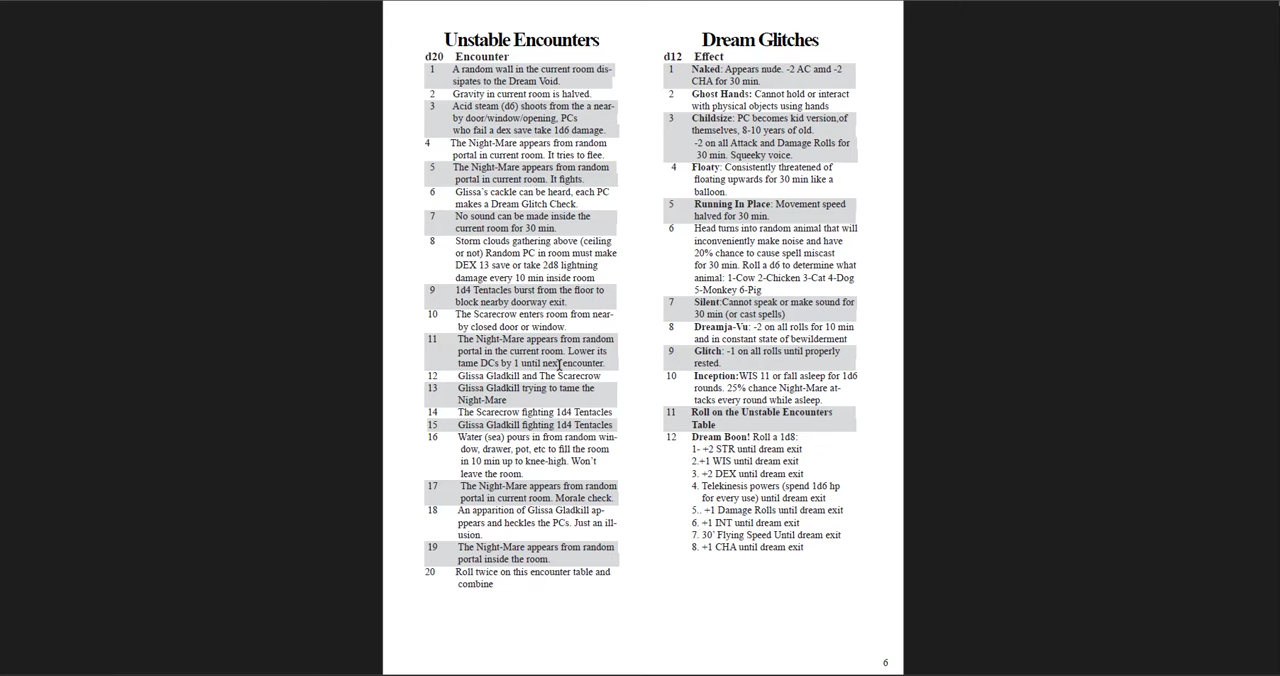 Unstable Encounters
d20 Encounter
1 A random wall in the current room dis-
sipates to the Dream Void.
2 Gravity in current room is halved.
3 Acid steam (d6) shoots from the a near-
by door/window/opening, PCs
who fail a dex save take 1d6 damage.
4 The Night-Mare appears from random
portal in current room. It tries to flee.
5 The Night-Mare appears from random
portal in current room. It fights.
6 Glissa's cackle can be heard, each PC
makes a Dream Glitch Check.
7 No sound can be made inside the
current room for 30 min.
8 Storm clouds gathering above (ceiling
or not) Random PC in room must make
DEX 13 save or take 2d8 lightning
damage every 10 min inside room
9 1d4 Tentacles burst from the floor to
block nearby doorway exit.
10 The Scarecrow enters room from near-
by closed door or window.
11 The Night-Mare appears from random
portal in the current room. Lower its
tame DCs by 1 until next encounter.
12 Glissa Gladkill and The Scarecrow
13 Glissa Gladkill trying to tame the
Night-Mare
14 The Scarecrow fighting 1d4 Tentacles
15 Glissa Gladkill fighting 1d4 Tentacles
16 Water (sea) pours in from random win-
dow, drawer, pot, etc to fill the room
in 10 min up to knee-high. Won't
leave the room.
17 The Night-Mare appears from random
portal in current room. Morale check.
18 An apparition of Glissa Gladkill ap-
ppears and heckles the PCs. Just an ill-
usion.
19 The Night-Mare appears from random
portal inside the room.
20 Roll twice on this encounter table and
combine
Dream Glitches
d12 Effect
1 Naked: Appears nude. -2 AC amd -2
CHA for 30 min.
2 Ghost Hands: Cannot hold or interact
with physical objects using hands
3 Childsize: PC becomes kid version,of
themselves, 8-10 years of old.
-2 on all Attack and Damage Rolls for
30 min. Squeeky voice.
4 Floaty: Consistently threatened of
floating upwards for 30 min like a
balloon.
5 Running In Place: Movement speed
halved for 30 min.
6 Head turns into random animal that will
inconveniently make noise and have
20% chance to cause spell miscast
for 30 min. Roll a d6 to determine what
animal: 1-Cow 2-Chicken 3-Cat 4-Dog
5-Monkey 6-Pig
7 Silent:Cannot speak or make sound for
30 min (or cast spells)
8 Dreamja-Vu: -2 on all rolls for 10 min
and in constant state of bewilderment
9 Glitch: -1 on all rolls until properly
rested.
10 Inception:WIS 11 or fall asleep for 1d6
rounds. 25% chance Night-Mare at-
tacks every round while asleep.
11 Roll on the Unstable Encounters
Table
12 Dream Boon! Roll a 1d8:
1- +2 STR until dream exit
2.+1 WIS until dream exit
3. +2 DEX until dream exit
4. Telekinesis powers (spend 1d6 hp
for every use) until dream exit
5.. +1 Damage Rolls until dream exit
6. +1 INT until dream exit
7. 30' Flying Speed Until dream exit
8. +1 CHA until dream exit
6